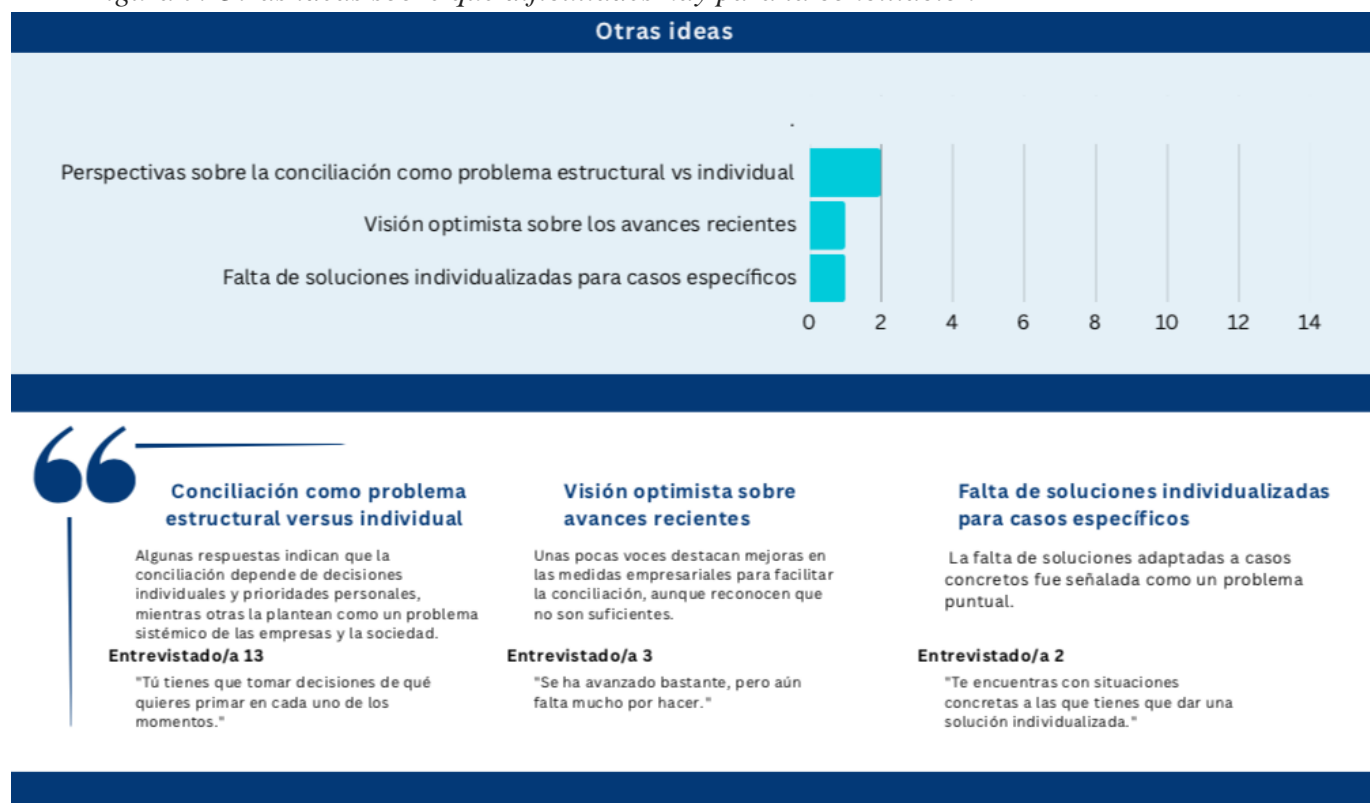 Otras ideas
.
Perspectivas sobre la conciliación como problema estructural vs individual
Visión optimista sobre los avances recientes
Falta de soluciones individualizadas para casos específicos
0 2 4 6 8 10 12 14
Conciliación como problema
estructural versus individual
Algunas respuestas indican que la
conciliación depende de decisiones
individuales y prioridades personales,
mientras otras la plantean como un problema
sistémico de las empresas y la sociedad.
Entrevistado/a 13
"Tú tienes que tomar decisiones de qué
quieres primar en cada uno de los
momentos."
Visión optimista sobre
avances recientes
Unas pocas voces destacan mejoras en
las medidas empresariales para facilitar
la conciliación, aunque reconocen que
no son suficientes.
Entrevistado/a 3
"Se ha avanzado bastante, pero aún
falta mucho por hacer."
Falta de soluciones individualizadas
para casos específicos
La falta de soluciones adaptadas a casos
concretos fue señalada como un problema
puntual.
Entrevistado/a 2
"Te encuentras con situaciones
concretas a las que tienes que dar una
solución individualizada."